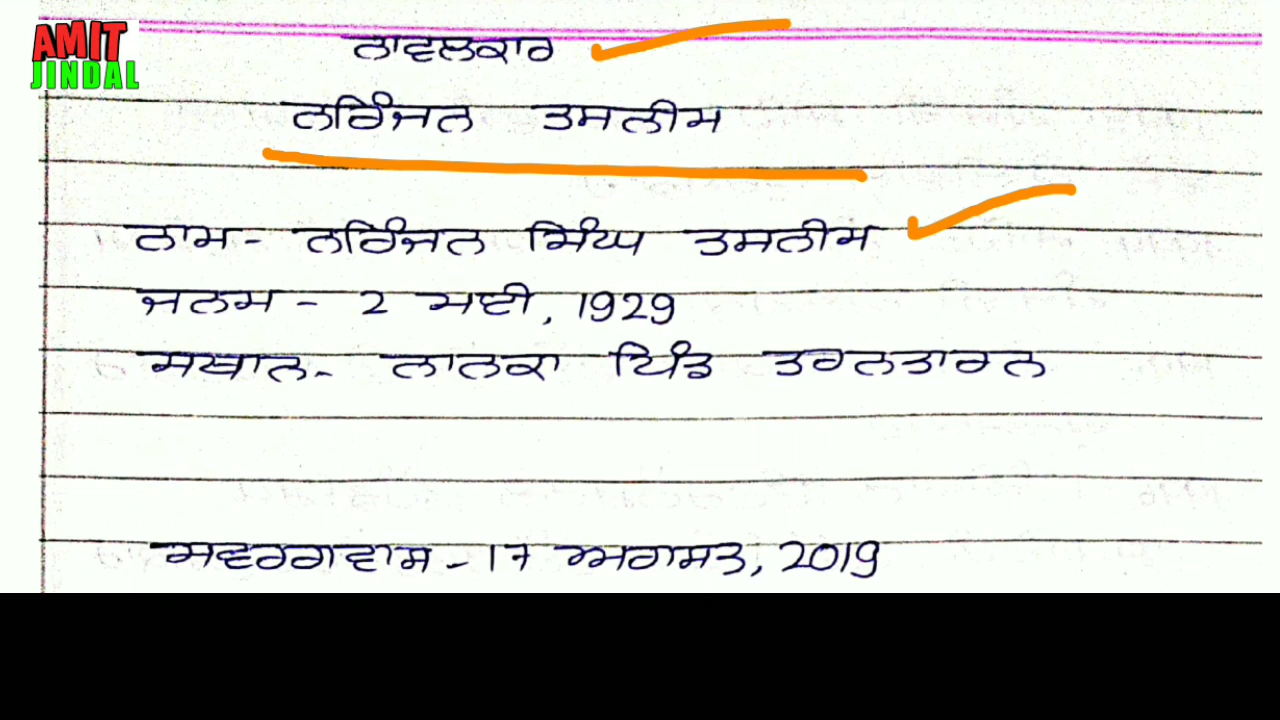 AMIT
JINDAL
ਨਾਵਲਕਾਰ
ਨਰਿੰਜਨ ਤਸਨੀਮ
ਨਾਮ- ਨਰਿੰਜਨ ਸਿੰਘ ਤਸਨੀਮ
ਜਨਮ - 2 ਮਈ, 1929
ਸਥਾਨ- ਨਾਨਕਾ ਪਿੰਡ ਤਰਨਤਾਰਨ
ਸਵਰਗਵਾਸ - 17 ਅਗਸਤ, 2019